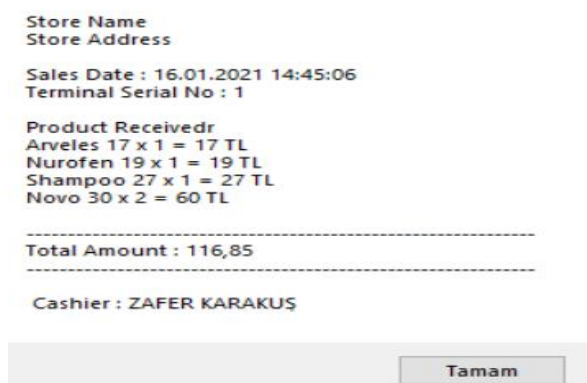 Store Name
Store Address
Sales Date : 16.01.2021 14:45:06
Terminal Serial No : 1
Product Receivedr
Arveles 17 x 1 = 17 TL
Nurofen 19 x 1 = 19 TL
Shampoo 27 x 1 = 27 TL
Novo 30 x 2 = 60 TL
--------------------------------------------------------------
Total Amount : 116,85
--------------------------------------------------------------
Cashier : ZAFER KARAKUŞ
Tamam